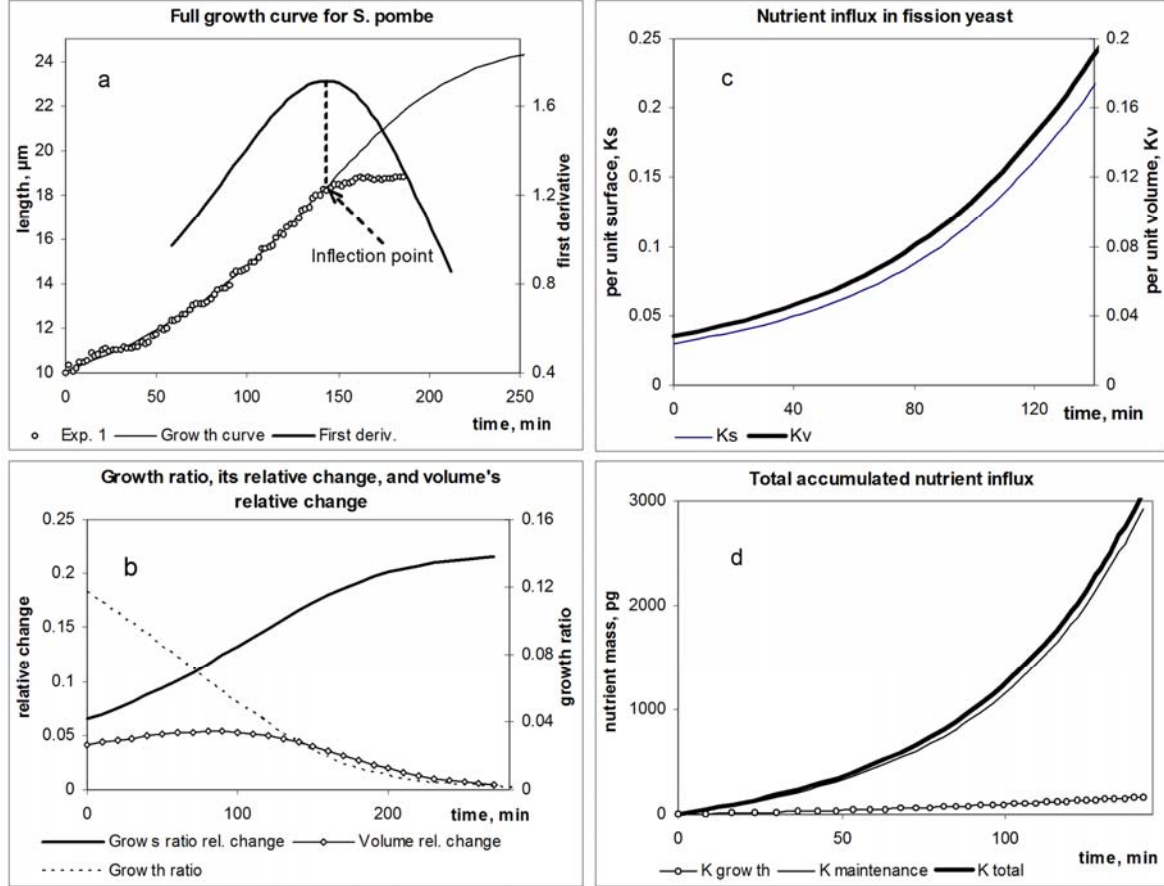 Full growth curve for S. pombe
a
24
22
20
18
16
14
12
10
1.6
1.2
0.8
0.4
length, µm
first derivative
Inflection point
0 50 100 150 200 250
time, min
Exp. 1 Growth curve First deriv.
Nutrient influx in fission yeast
c
0.25
0.2
0.15
0.1
0.05
0
0.2
0.16
0.12
0.08
0.04
0
per unit surface, Ks
per unit volume, Kv
0 40 80 120
time, min
Ks Kv
Growth ratio, its relative change, and volume's
relative change
b
0.25
0.2
0.15
0.1
0.05
0
0.16
0.12
0.08
0.04
0
relative change
growth ratio
0 100 200
time, min
Grow s ratio rel. change Volume rel. change
Growth ratio
Total accumulated nutrient influx
d
3000
2000
1000
0
nutrient mass, pg
0 50 100
time, min
K growth K maintenance K total